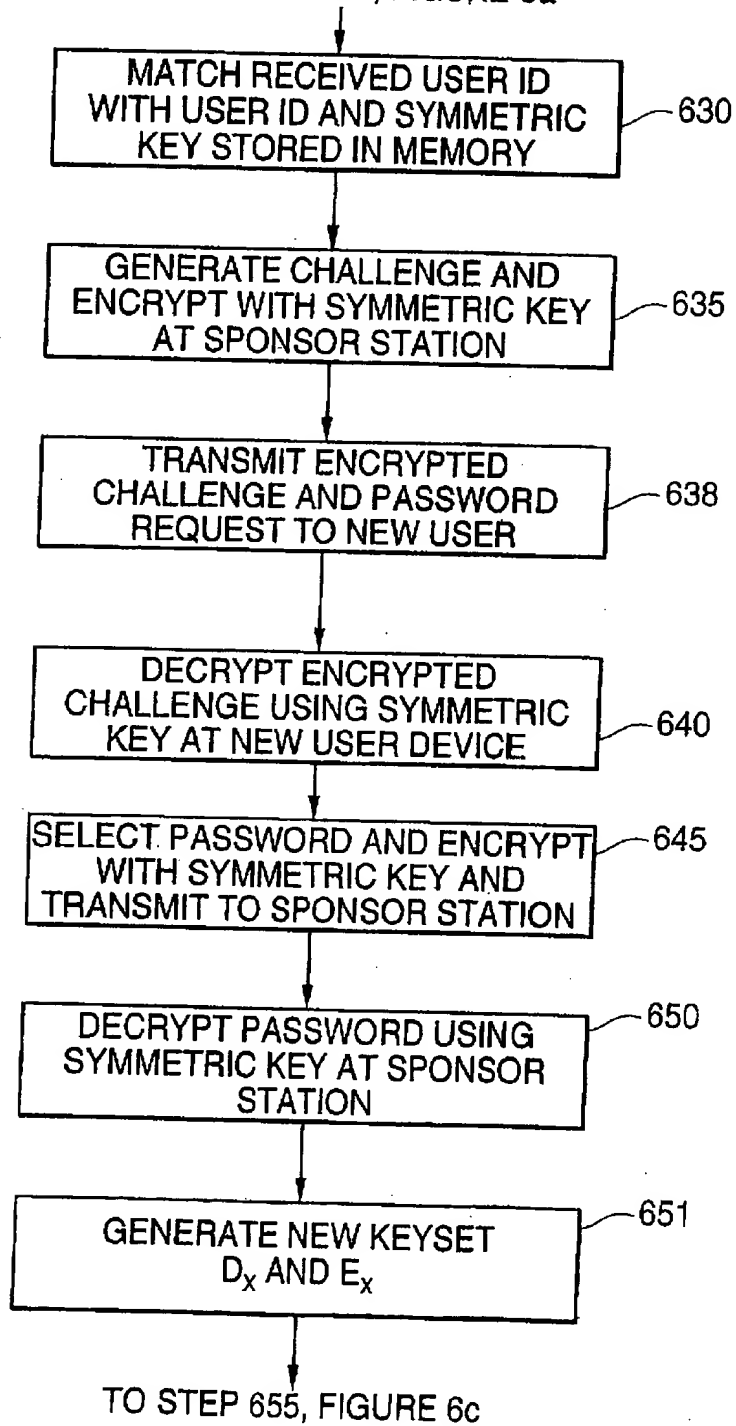 MATCH RECEIVED USER ID
WITH USER ID AND SYMMETRIC
KEY STORED IN MEMORY
630
GENERATE CHALLENGE AND
ENCRYPT WITH SYMMETRIC KEY
AT SPONSOR STATION
635
TRANSMIT ENCRYPTED
CHALLENGE AND PASSWORD
REQUEST TO NEW USER
638
DECRYPT ENCRYPTED
CHALLENGE USING SYMMETRIC
KEY AT NEW USER DEVICE
640
SELECT PASSWORD AND ENCRYPT
WITH SYMMETRIC KEY AND
TRANSMIT TO SPONSOR STATION
645
DECRYPT PASSWORD USING
SYMMETRIC KEY AT SPONSOR
STATION
650
GENERATE NEW KEYSET
Dx AND Ex
651
TO STEP 655, FIGURE 6c